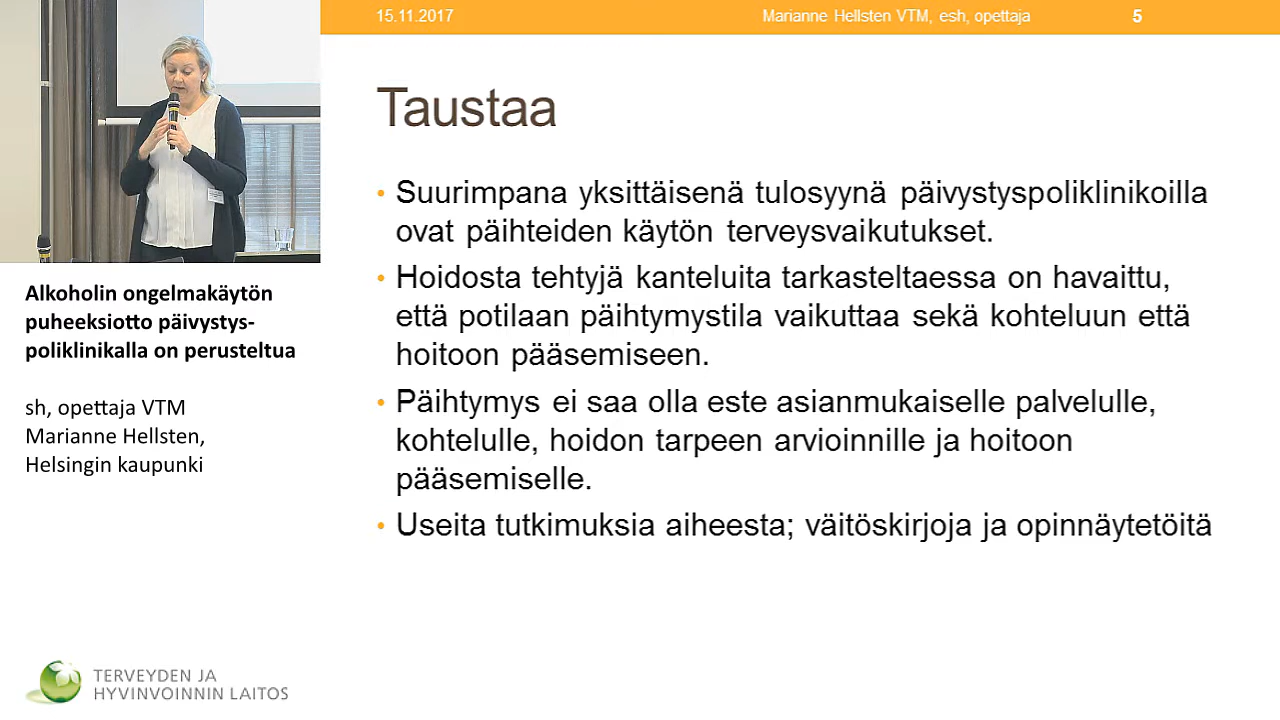 15.11.2017
Marianne Hellsten VTM, esh, opettaja
5
Taustaa
• Suurimpana yksittäisenä tulosyynä päivystyspoliklinikoilla
ovat päihteiden käytön terveysvaikutukset.
• Hoidosta tehtyjä kanteluita tarkasteltaessa on havaittu,
että potilaan päihtymystila vaikuttaa sekä kohteluun että
hoitoon pääsemiseen.
• Päihtymys ei saa olla este asianmukaiselle palvelulle,
kohtelulle, hoidon tarpeen arvioinnille ja hoitoon
pääsemiselle.
• Useita tutkimuksia aiheesta; väitöskirjoja ja opinnäytetöitä
Alkoholin ongelmakäytön
puheeksiotto päivystys-
poliklinikalla on perusteltua
sh, opettaja VTM
Marianne Hellsten,
Helsingin kaupunki
TERVEYDEN JA
HYVINVOINNIN LAITOS